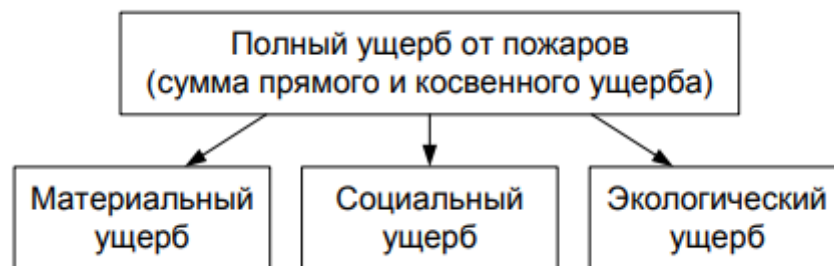 Полный ущерб от пожаров
(сумма прямого и косвенного ущерба)
Материальный
ущерб
Социальный
ущерб
Экологический
ущерб